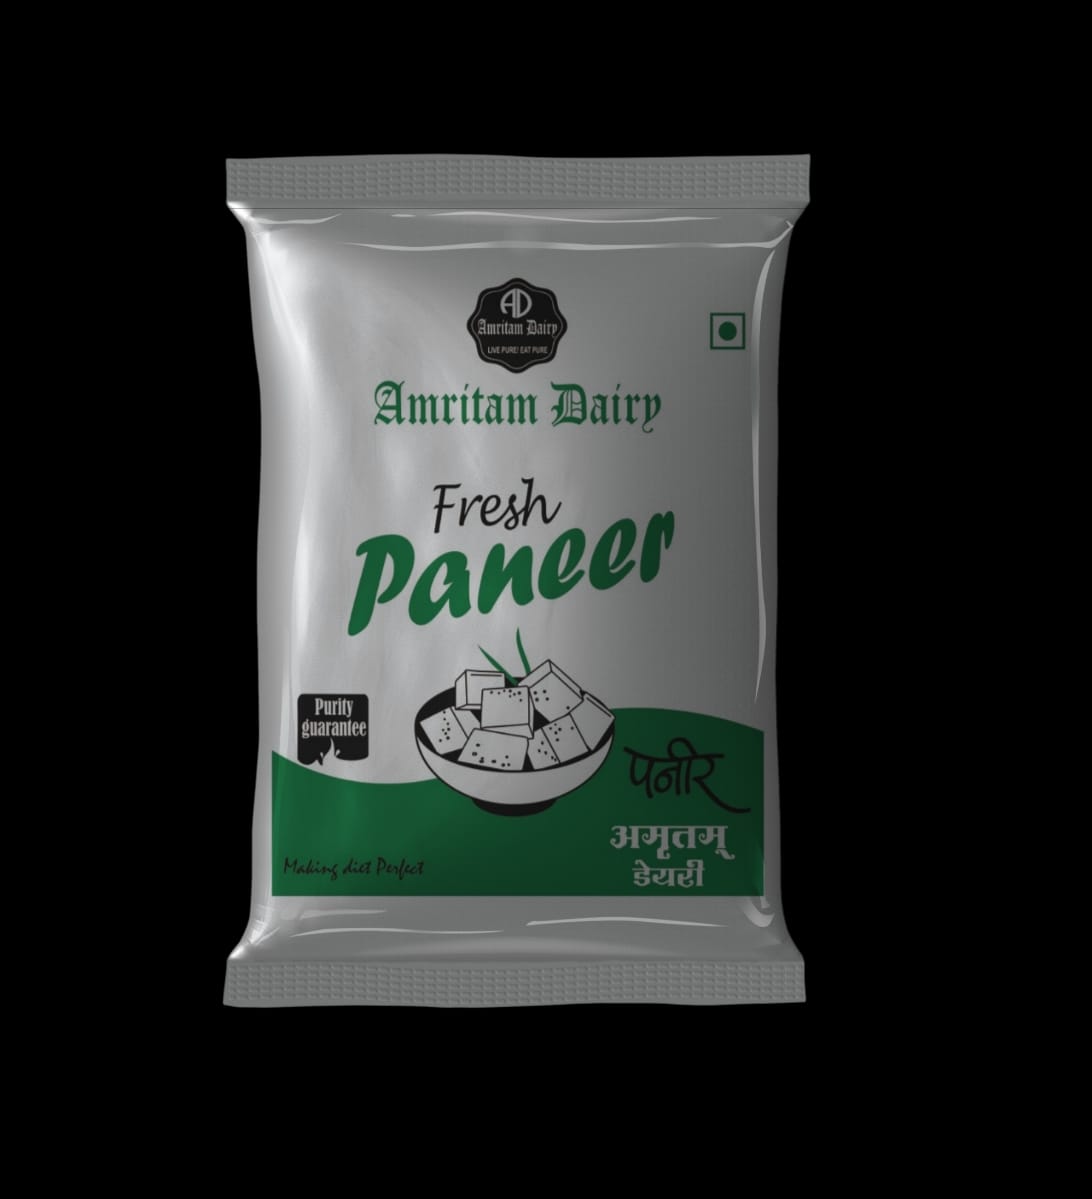 AD
Amritam Dairy
LIVE PURE! EAT PURE
Amritam Dairy
Fresh
Paneer
Purity
guarantee
पनीर
अमृतम्
डेयरी
Making diet Perfect